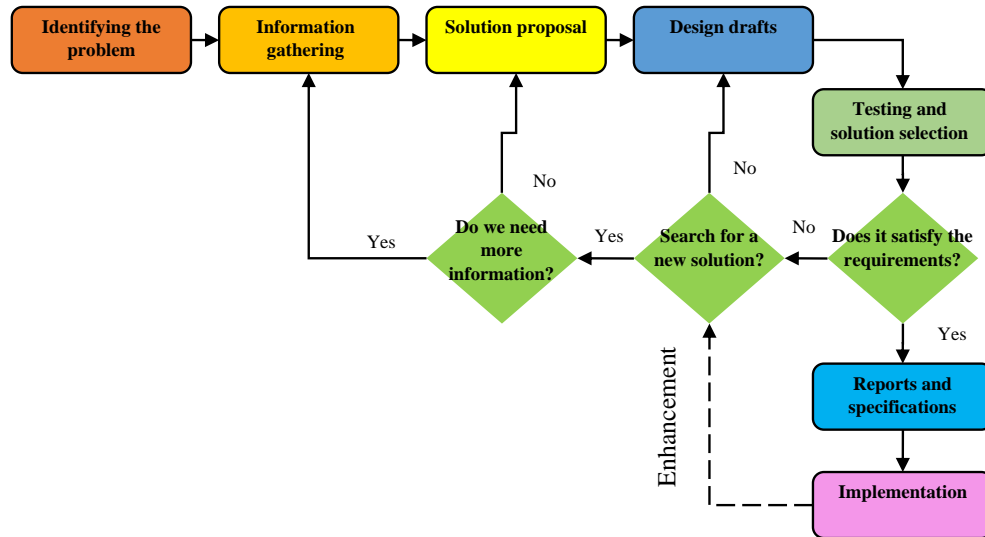 Identifying the
problem
Information
gathering
Solution proposal
Design drafts
Testing and
solution selection
No
No
Do we need
more
information?
Yes
Search for a
new solution?
Yes
Does it satisfy the
requirements?
No
Yes
Enhancement
Reports and
specifications
Implementation